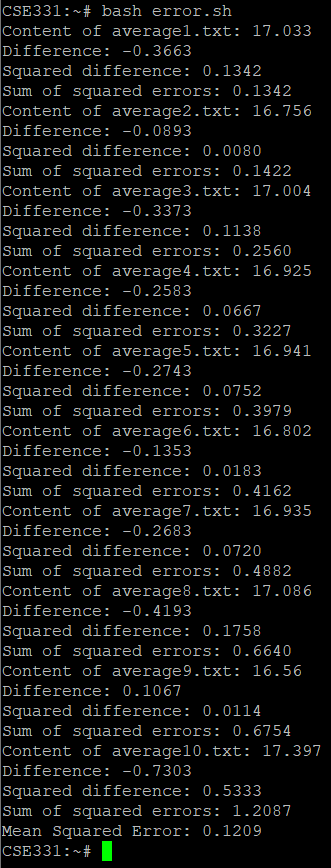 CSE331:~# bash error.sh
Content of average1.txt: 17.033
Difference: -0.3663
Squared difference: 0.1342
Sum of squared errors: 0.1342
Content of average2.txt: 16.756
Difference: -0.0893
Squared difference: 0.0080
Sum of squared errors: 0.1422
Content of average3.txt: 17.004
Difference: -0.3373
Squared difference: 0.1138
Sum of squared errors: 0.2560
Content of average4.txt: 16.925
Difference: -0.2583
Squared difference: 0.0667
Sum of squared errors: 0.3227
Content of average5.txt: 16.941
Difference: -0.2743
Squared difference: 0.0752
Sum of squared errors: 0.3979
Content of average6.txt: 16.802
Difference: -0.1353
Squared difference: 0.0183
Sum of squared errors: 0.4162
Content of average7.txt: 16.935
Difference: -0.2683
Squared difference: 0.0720
Sum of squared errors: 0.4882
Content of average8.txt: 17.086
Difference: -0.4193
Squared difference: 0.1758
Sum of squared errors: 0.6640
Content of average9.txt: 16.56
Difference: 0.1067
Squared difference: 0.0114
Sum of squared errors: 0.6754
Content of average10.txt: 17.397
Difference: -0.7303
Squared difference: 0.5333
Sum of squared errors: 1.2087
Mean Squared Error: 0.1209
CSE331:~#